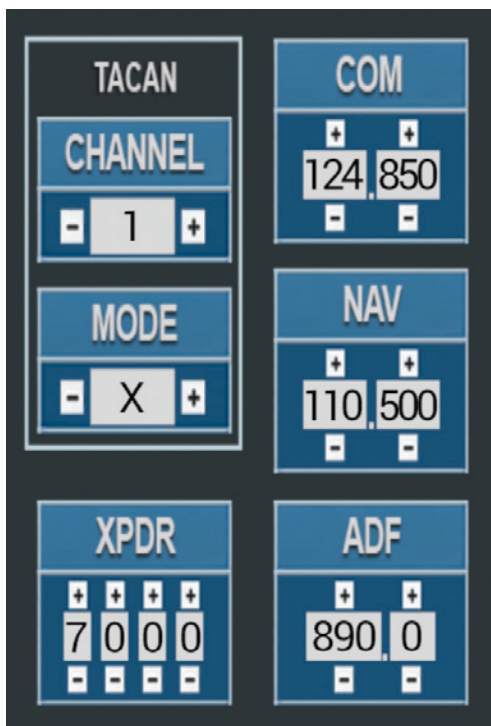 TACAN
CHANNEL
- 1 +
MODE
- X +
COM
+ +
124.850
- -
NAV
+ +
110.500
- -
XPDR
+ + + +
7 0 0 0
- - - -
ADF
+ +
890.0
- -